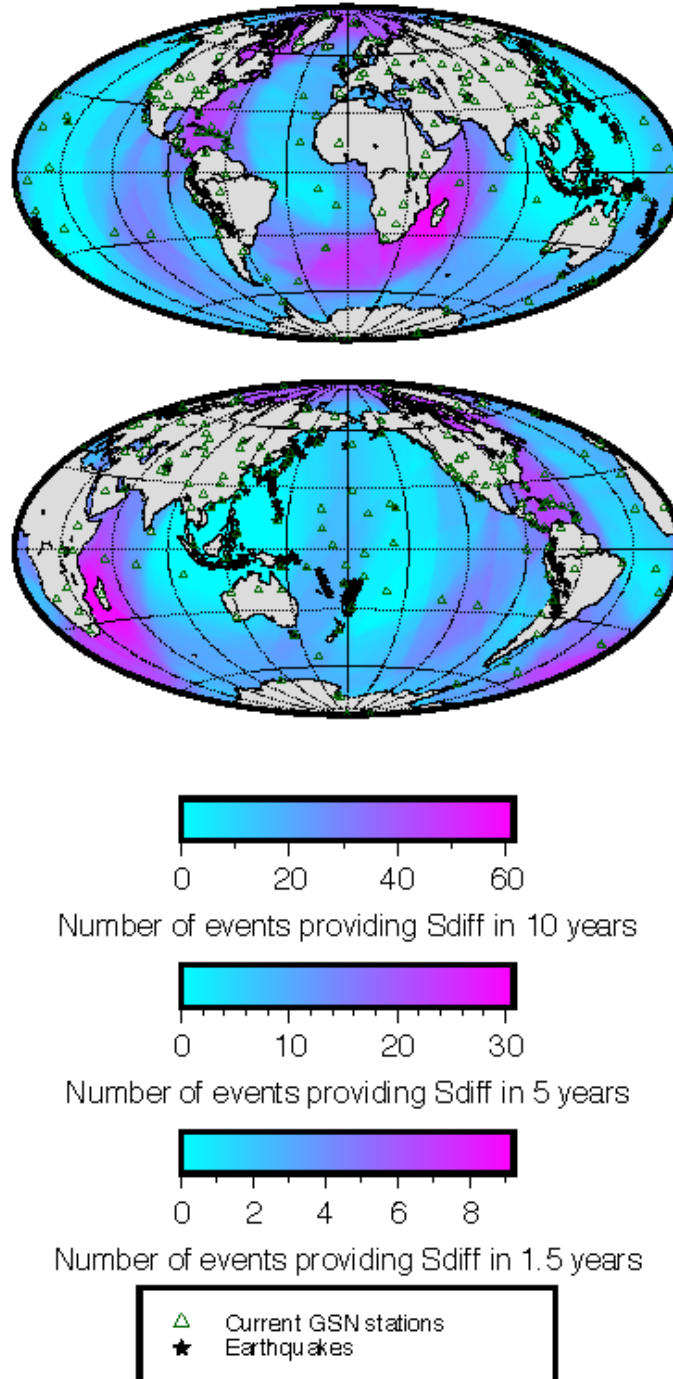 0 20 40 60
Number of events providing Sdiff in 10 years
0 10 20 30
Number of events providing Sdiff in 5 years
0 2 4 6 8
Number of events providing Sdiff in 1.5 years
Current GSN stations
Earthquakes